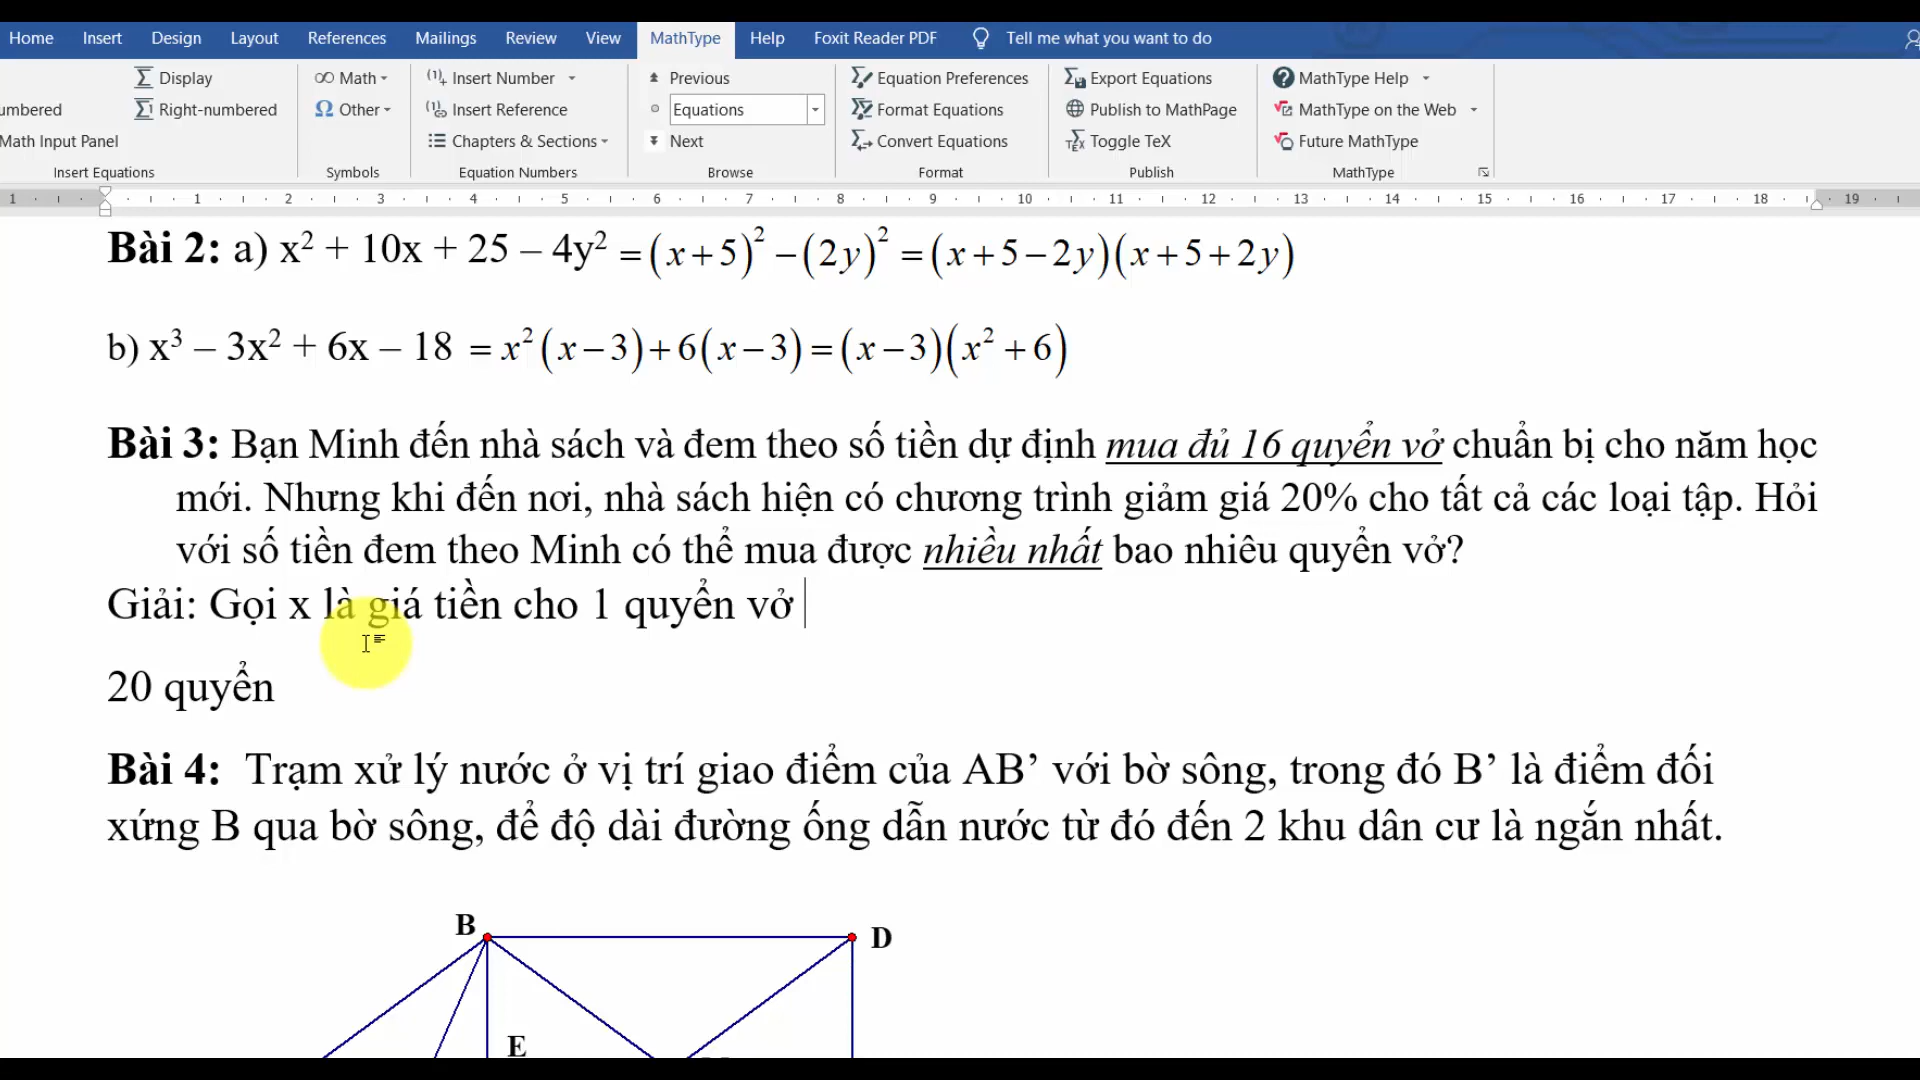 Home Insert Design Layout References Mailings Review View MathType Help Foxit Reader PDF Tell me what you want to do
Display Math Insert Number Previous Equation Preferences Export Equations MathType Help
umbered Right-numbered Other Insert Reference Equations Format Equations Publish to MathPage MathType on the Web
Math Input Panel Chapters & Sections Next Convert Equations Toggle TeX Future MathType
Insert Equations Symbols Equation Numbers Browse Format Publish MathType
1 1 2 3 4 5 6 7 8 9 10 11 12 13 14 15 16 17 18 19
Bài 2: a) x² + 10x + 25 – 4y² = (x+5)² − (2y)² = (x+5−2y)(x+5+2y)
b) x³ – 3x² + 6x – 18 = x²(x−3)+6(x−3)=(x−3)(x²+6)
Bài 3: Bạn Minh đến nhà sách và đem theo số tiền dự định mua đủ 16 quyển vở chuẩn bị cho năm học
mới. Nhưng khi đến nơi, nhà sách hiện có chương trình giảm giá 20% cho tất cả các loại tập. Hỏi
với số tiền đem theo Minh có thể mua được nhiều nhất bao nhiêu quyển vở?
Giải: Gọi x là giá tiền cho 1 quyển vở
20 quyển
Bài 4: Trạm xử lý nước ở vị trí giao điểm của AB’ với bờ sông, trong đó B’ là điểm đối
xứng B qua bờ sông, để độ dài đường ống dẫn nước từ đó đến 2 khu dân cư là ngắn nhất.
B
D
E